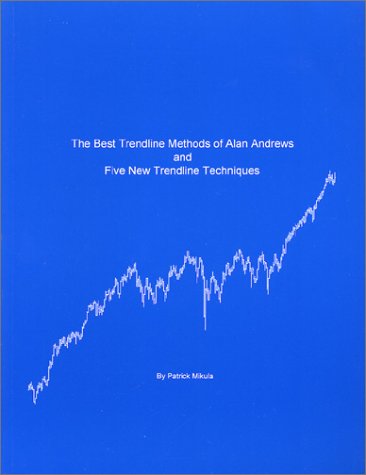 The Best Trendline Methods of Alan Andrews
and
Five New Trendline Techniques
By Patrick Mikula